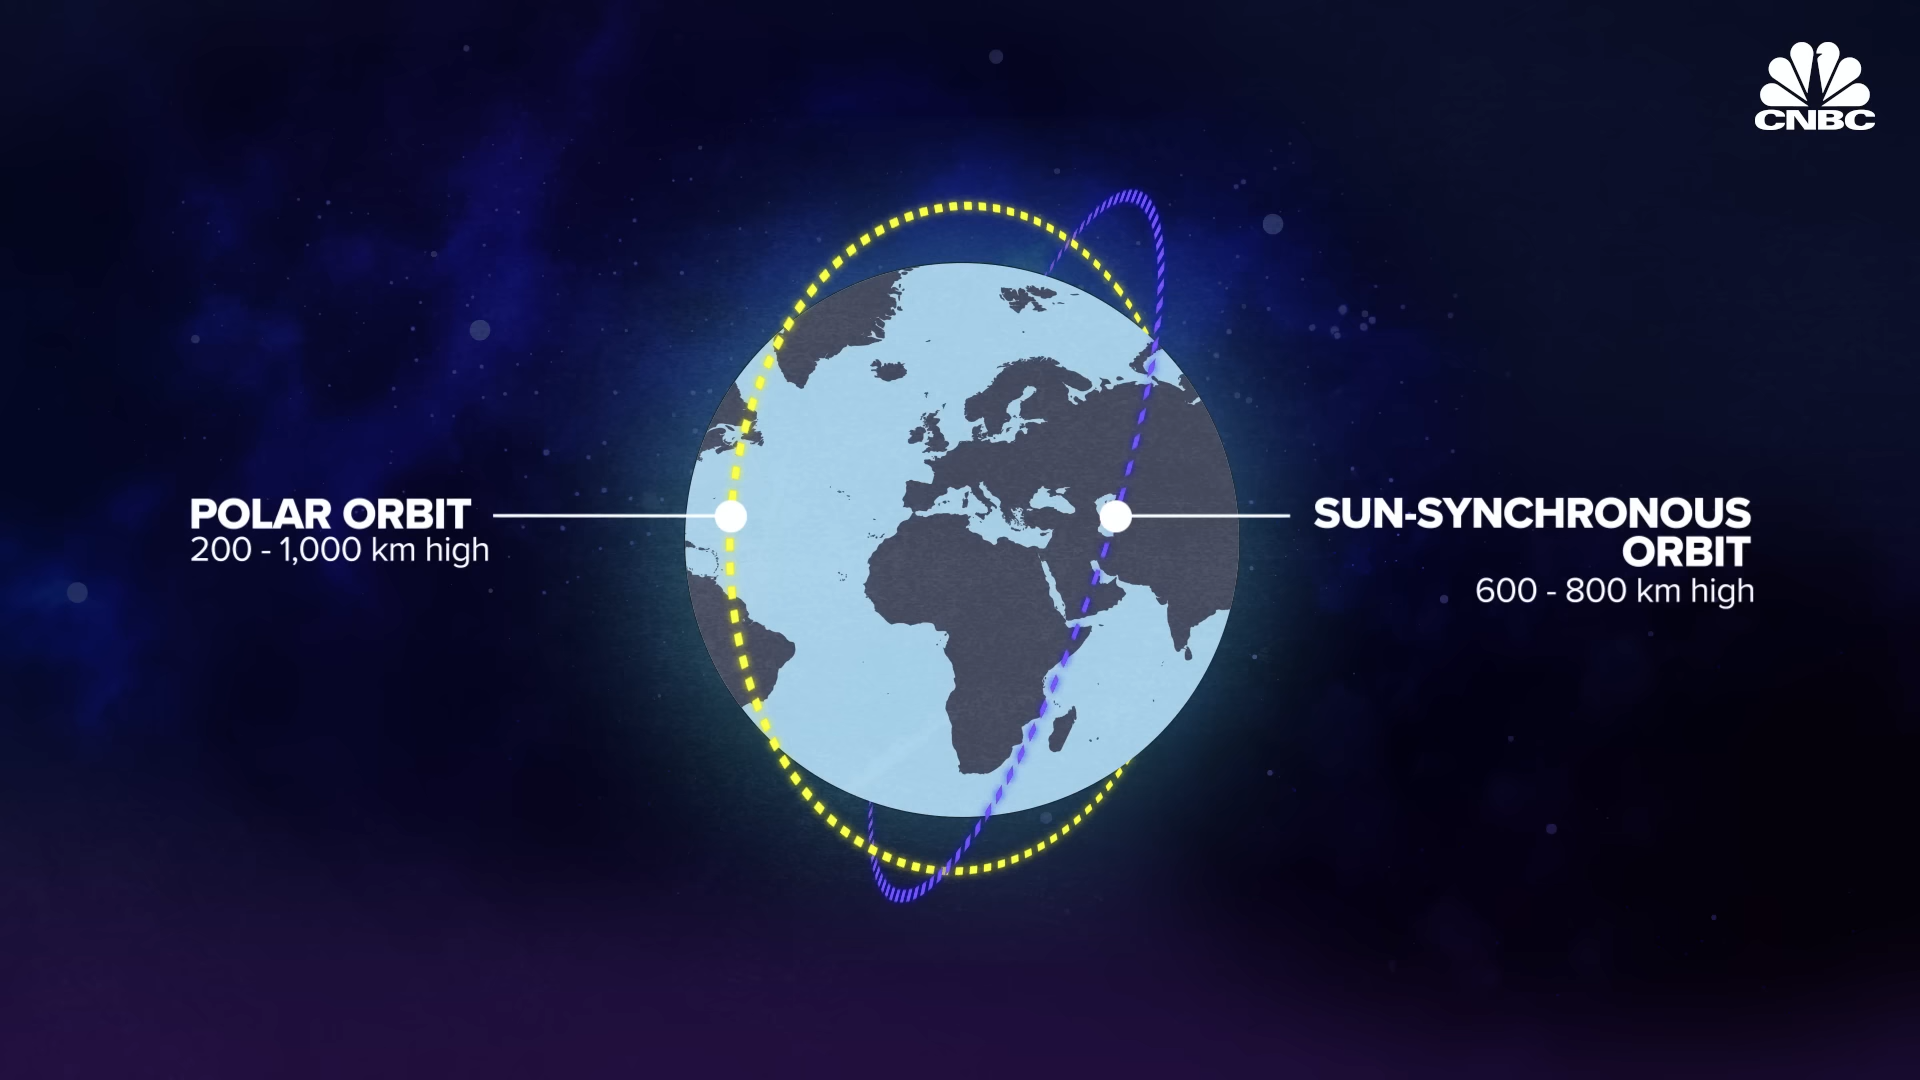 CNBC
POLAR ORBIT
200 - 1,000 km high
SUN-SYNCHRONOUS
ORBIT
600 - 800 km high